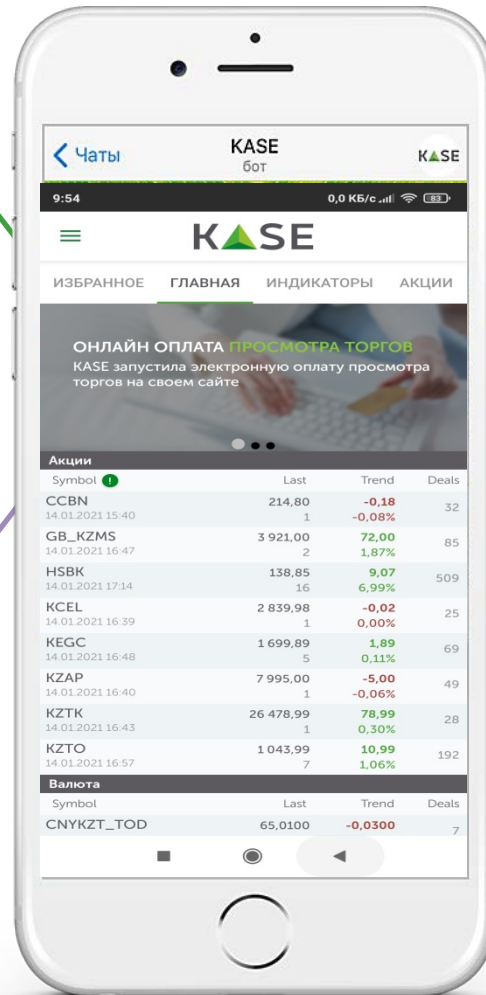 Чаты
KASE
бот
KASE
9:54 0,0 КБ/с 83
KASE
ИЗБРАННОЕ ГЛАВНАЯ ИНДИКАТОРЫ АКЦИИ
ОНЛАЙН ОПЛАТА ПРОСМОТРА ТОРГОВ
KASE запустила электронную оплату просмотра
торгов на своем сайте
Акции
Symbol ! Last Trend Deals
CCBN 214,80 -0,18 32
14.01.2021 15:40 1 -0,08%
GB_KZMS 3 921,00 72,00 85
14.01.2021 16:47 2 1,87%
HSBK 138,85 9,07 509
14.01.2021 17:14 16 6,99%
KCEL 2 839,98 -0,02 25
14.01.2021 16:39 1 0,00%
KEGC 1 699,89 1,89 69
14.01.2021 16:48 5 0,11%
KZAP 7 995,00 -5,00 49
14.01.2021 16:40 1 -0,06%
KZTK 26 478,99 78,99 28
14.01.2021 16:43 1 0,30%
KZTO 1 043,99 10,99 192
14.01.2021 16:57 7 1,06%
Валюта
Symbol Last Trend Deals
CNYKZT_TOD 65,0100 -0,0300 7